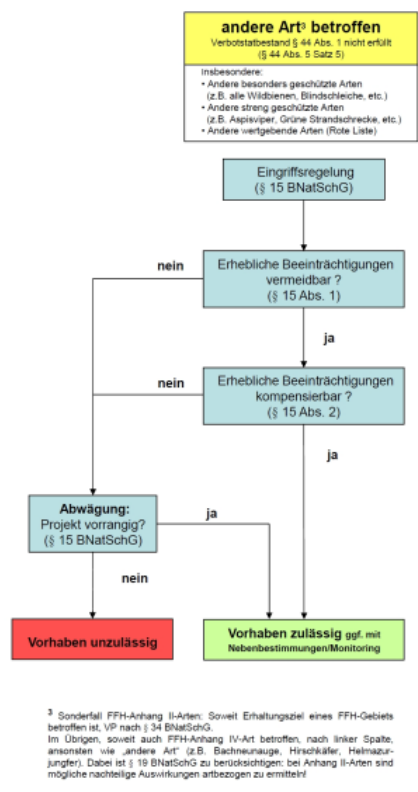 andere Art³ betroffen
Verbotstatbestand § 44 Abs. 1 nicht erfüllt
(§ 44 Abs. 5 Satz 5)
Insbesondere:
• Andere besonders geschützte Arten
(z.B. alle Wildbienen, Blindschleiche, etc.)
• Andere streng geschützte Arten
(z.B. Aspisviper, Grüne Strandschrecke, etc.)
• Andere wertgebende Arten (Rote Liste)
Eingriffsregelung
(§ 15 BNatSchG)
nein
Erhebliche Beeinträchtigungen
vermeidbar ?
(§ 15 Abs. 1)
ja
nein
Erhebliche Beeinträchtigungen
kompensierbar ?
(§ 15 Abs. 2)
ja
Abwägung:
Projekt vorrangig?
(§ 15 BNatSchG)
ja
nein
Vorhaben unzulässig
Vorhaben zulässig ggf. mit
Nebenbestimmungen/Monitoring
³ Sonderfall FFH-Anhang II-Arten: Soweit Erhaltungsziel eines FFH-Gebiets
betroffen ist, VP nach § 34 BNatSchG.
Im Übrigen, soweit auch FFH-Anhang IV-Art betroffen, nach linker Spalte,
ansonsten wie „andere Art“ (z.B. Bachneunauge, Hirschkäfer, Helmazur-
jungfer). Dabei ist § 19 BNatSchG zu berücksichtigen: bei Anhang II-Arten sind
mögliche nachteilige Auswirkungen artbezogen zu ermitteln!